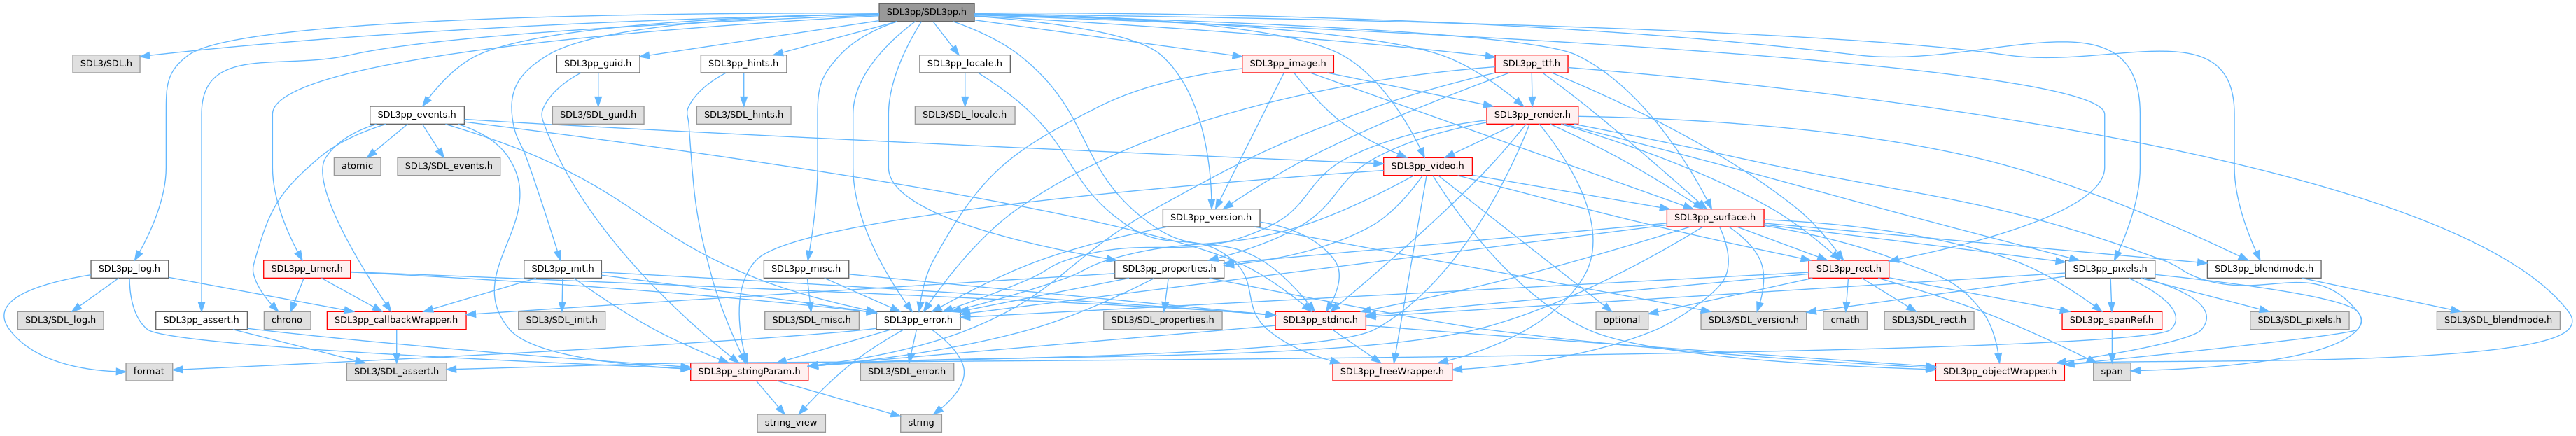 SDL3pp/SDL3pp.h
SDL3/SDL.h
SDL3pp_guid.h
SDL3pp_hints.h
SDL3pp_locale.h
SDL3pp_image.h
SDL3pp_ttf.h
SDL3pp_events.h
SDL3/SDL_guid.h
SDL3/SDL_hints.h
SDL3/SDL_locale.h
SDL3pp_render.h
atomic
SDL3/SDL_events.h
SDL3pp_video.h
SDL3pp_version.h
SDL3pp_surface.h
SDL3pp_log.h
SDL3pp_timer.h
SDL3pp_init.h
SDL3pp_misc.h
SDL3pp_properties.h
SDL3pp_rect.h
SDL3pp_pixels.h
SDL3pp_blendmode.h
SDL3/SDL_log.h
SDL3pp_assert.h
chrono
SDL3pp_callbackWrapper.h
SDL3/SDL_init.h
SDL3/SDL_misc.h
SDL3pp_error.h
SDL3/SDL_properties.h
SDL3pp_stdinc.h
optional
SDL3/SDL_version.h
cmath
SDL3/SDL_rect.h
SDL3pp_spanRef.h
SDL3/SDL_pixels.h
SDL3/SDL_blendmode.h
format
SDL3/SDL_assert.h
SDL3pp_stringParam.h
SDL3/SDL_error.h
SDL3pp_freeWrapper.h
SDL3pp_objectWrapper.h
span
string_view
string